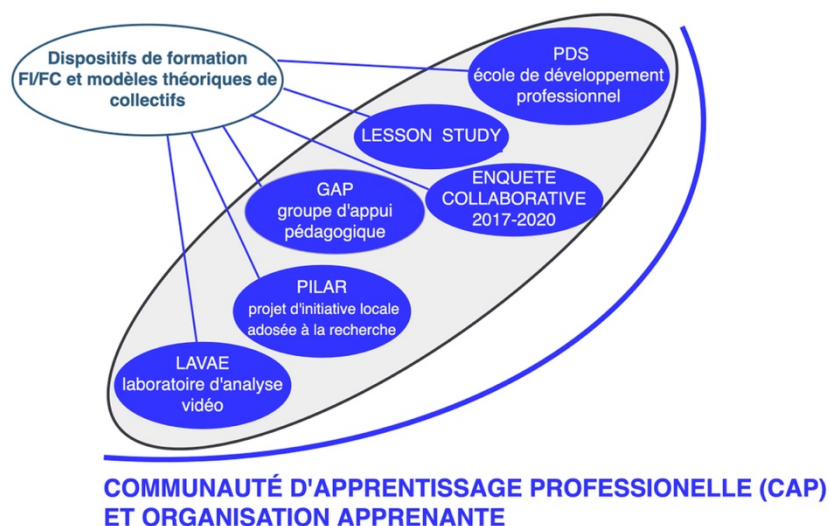 Dispositifs de formation
FI/FC et modèles théoriques de
collectifs
PDS
école de développement
professionnel
LESSON STUDY
ENQUETE
COLLABORATIVE
2017-2020
GAP
groupe d'appui
pédagogique
PILAR
projet d'initiative locale
adosée à la recherche
LAVAE
laboratoire d'analyse
vidéo
COMMUNAUTÉ D'APPRENTISSAGE PROFESSIONELLE (CAP)
ET ORGANISATION APPRENANTE